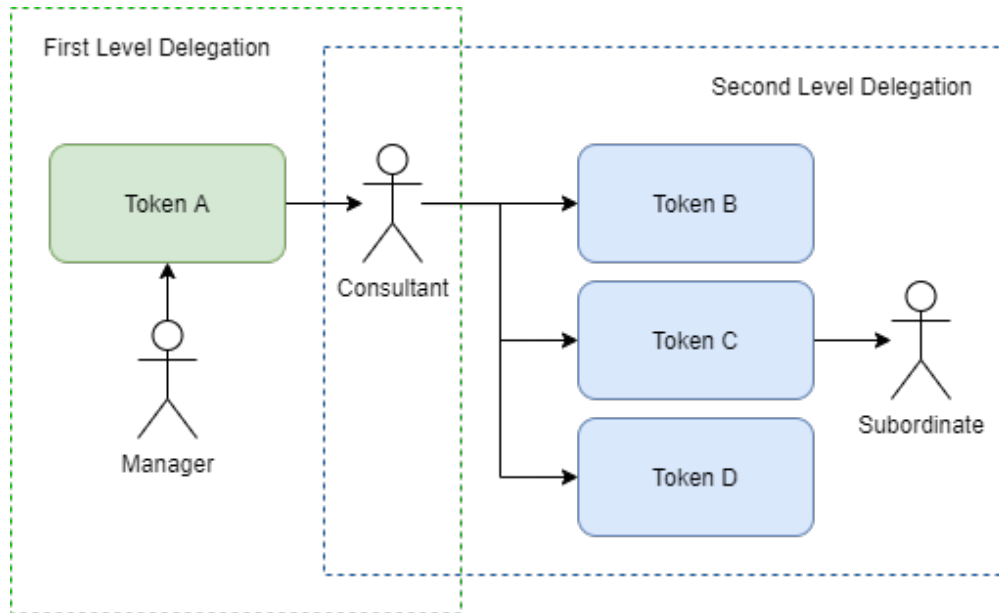 First Level Delegation
Second Level Delegation
Token A
Token B
Consultant
Token C
Manager
Subordinate
Token D